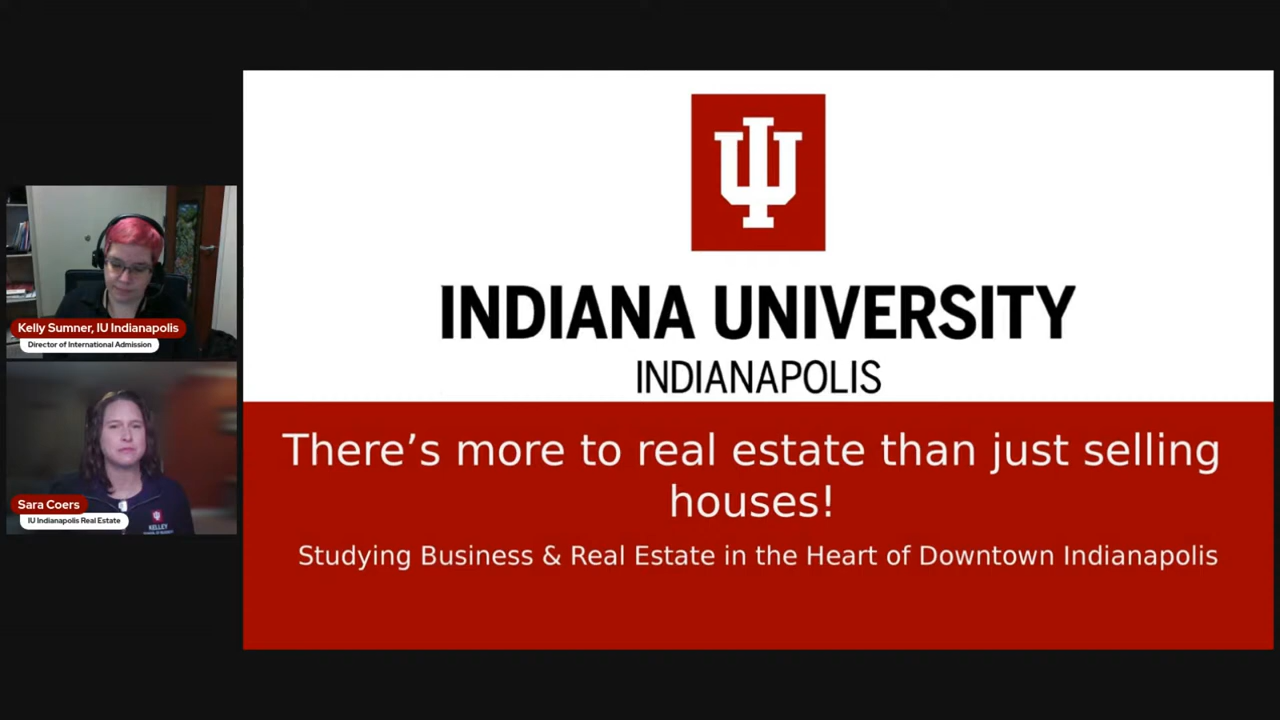 Kelly Sumner, IU Indianapolis
Director of International Admission
KELLEY
Sara Coers
IU Indianapolis Real Estate
INDIANA UNIVERSITY
INDIANAPOLIS
There’s more to real estate than just selling
houses!
Studying Business & Real Estate in the Heart of Downtown Indianapolis